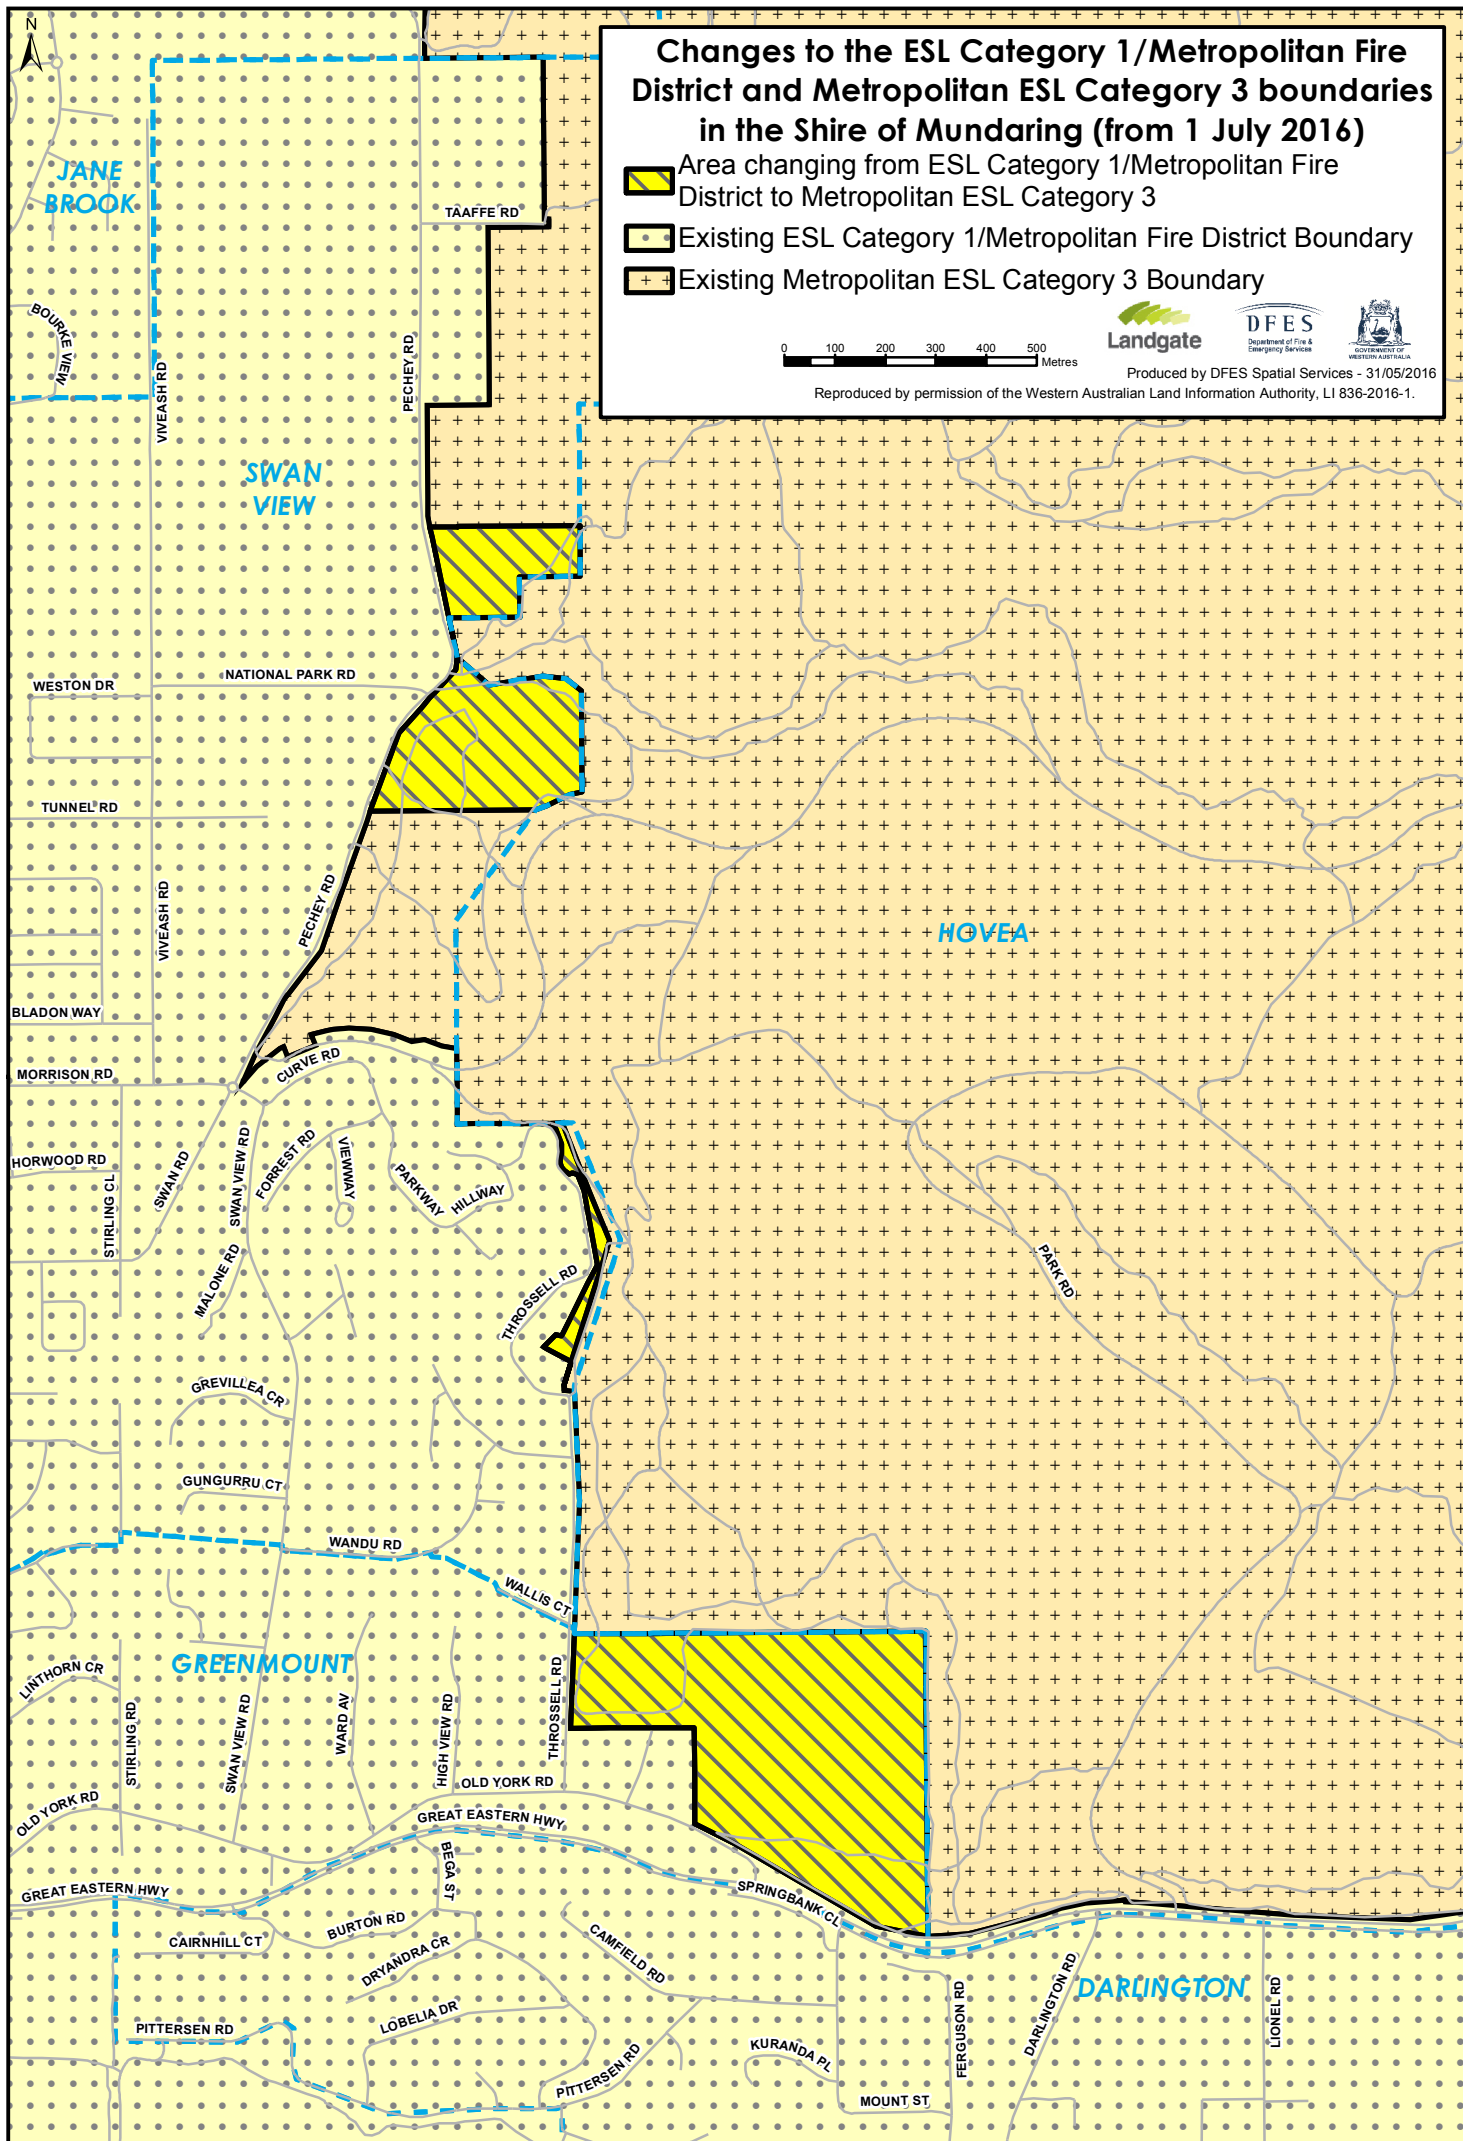 N
Changes to the ESL Category 1/Metropolitan Fire
District and Metropolitan ESL Category 3 boundaries
in the Shire of Mundaring (from 1 July 2016)
Area changing from ESL Category 1/Metropolitan Fire
District to Metropolitan ESL Category 3
Existing ESL Category 1/Metropolitan Fire District Boundary
Existing Metropolitan ESL Category 3 Boundary
0 100 200 300 400 500
Metres
Landgate
DFES
Department of Fire &
Emergency Services
GOVERNMENT OF
WESTERN AUSTRALIA
Produced by DFES Spatial Services - 31/05/2016
Reproduced by permission of the Western Australian Land Information Authority, LI 836-2016-1.
JANE
BROOK
TAAFFE RD
BOURKE VIEW
VIVEASH RD
PECHEY RD
SWAN
VIEW
NATIONAL PARK RD
WESTON DR
TUNNEL RD
VIVEASH RD
PECHEY RD
HOVEA
BLADON WAY
MORRISON RD
CURVE RD
HORWOOD RD
STIRLING CL
SWAN RD
SWAN VIEW RD
FORREST RD
VIEWWAY
PARKWAY
HILLWAY
MALONE RD
THROSSELL RD
PARK RD
GREVILLEA CR
GUNGURRU CT
WANDU RD
WALLIS CT
GREENMOUNT
LINTHORN CR
STIRLING RD
SWAN VIEW RD
WARD AV
HIGH VIEW RD
THROSSELL RD
OLD YORK RD
OLD YORK RD
GREAT EASTERN HWY
BEGA ST
GREAT EASTERN HWY
SPRINGBANK CL
CAIRNHILL CT
BURTON RD
DRYANDRA CR
CAMFIELD RD
LOBELIA DR
PITTERSEN RD
PITTERSEN RD
KURANDA PL
MOUNT ST
FERGUSON RD
DARLINGTON RD
DARLINGTON
LIONEL RD